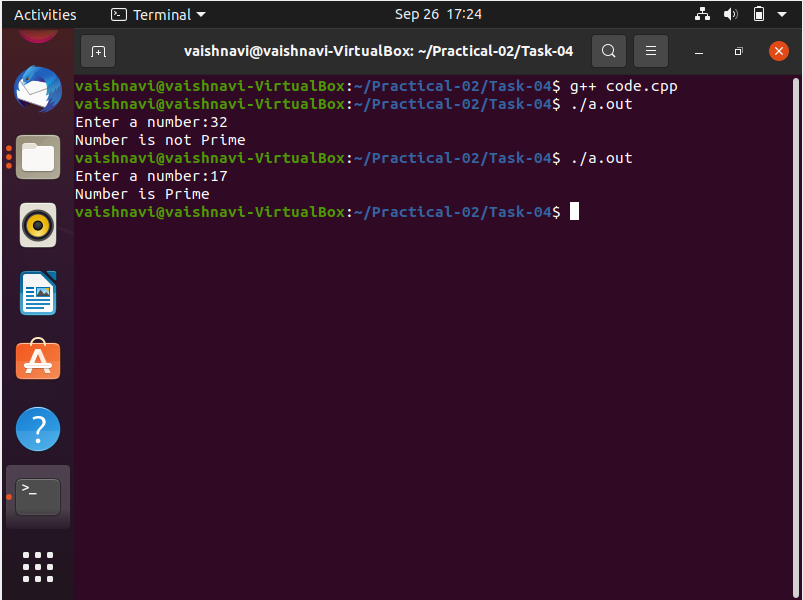 Activities
Terminal
Sep 26 17:24
vaishnavi@vaishnavi-VirtualBox: ~/Practical-02/Task-04
vaishnavi@vaishnavi-VirtualBox:~/Practical-02/Task-04$ g++ code.cpp
vaishnavi@vaishnavi-VirtualBox:~/Practical-02/Task-04$ ./a.out
Enter a number:32
Number is not Prime
vaishnavi@vaishnavi-VirtualBox:~/Practical-02/Task-04$ ./a.out
Enter a number:17
Number is Prime
vaishnavi@vaishnavi-VirtualBox:~/Practical-02/Task-04$